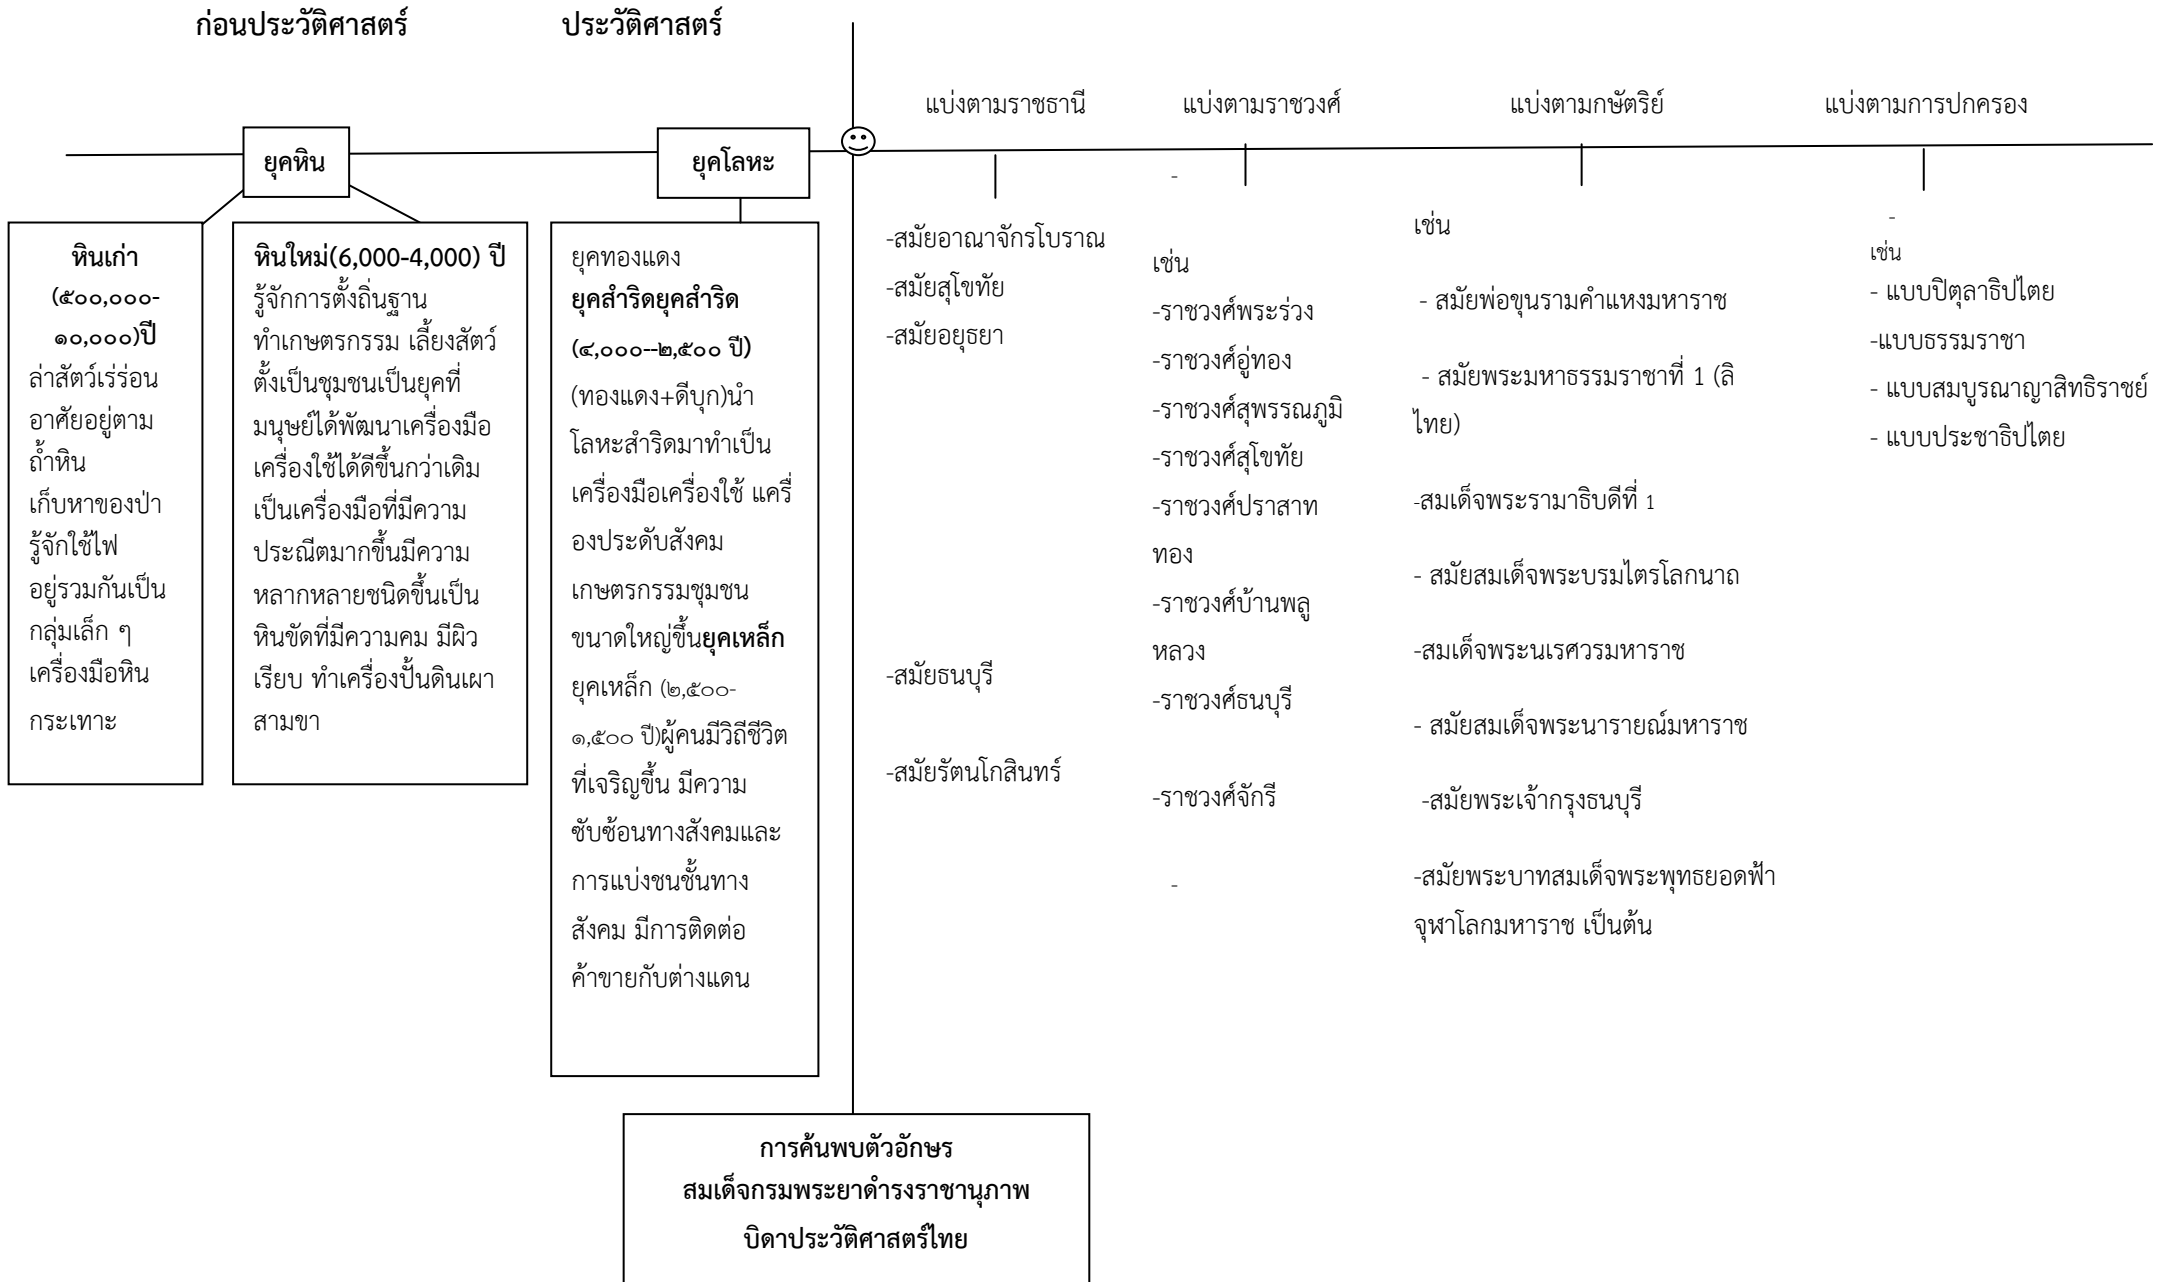 ก่อนประวัติศาสตร์
ประวัติศาสตร์
แบ่งตามราชธานี
แบ่งตามราชวงศ์
แบ่งตามกษัตริย์
แบ่งตามการปกครอง
ยุคหิน
ยุคโลหะ
หินเก่า
(๕๐๐,๐๐๐-
๑๐,๐๐๐)ปี
ล่าสัตว์เร่ร่อน
อาศัยอยู่ตาม
ถ้ำหิน
เก็บหาของป่า
รู้จักใช้ไฟ
อยู่รวมกันเป็น
กลุ่มเล็ก ๆ
เครื่องมือหิน
กระเทาะ
หินใหม่(6,000-4,000) ปี
รู้จักการตั้งถิ่นฐาน
ทำเกษตรกรรม เลี้ยงสัตว์
ตั้งเป็นชุมชนเป็นยุคที่
มนุษย์ได้พัฒนาเครื่องมือ
เครื่องใช้ได้ดีขึ้นกว่าเดิม
เป็นเครื่องมือที่มีความ
ประณีตมากขึ้นมีความ
หลากหลายชนิดขึ้นเป็น
หินขัดที่มีความคม มีผิว
เรียบ ทำเครื่องปั้นดินเผา
สามขา
ยุคทองแดง
ยุคสำริดยุคสำริด
(๔,๐๐๐--๒,๕๐๐ ปี)
(ทองแดง+ดีบุก)นำ
โลหะสำริดมาทำเป็น
เครื่องมือเครื่องใช้ แครื่
องประดับสังคม
เกษตรกรรมชุมชน
ขนาดใหญ่ขึ้นยุคเหล็ก
ยุคเหล็ก (๒,๕๐๐-
๑,๕๐๐ ปี)ผู้คนมีวิถีชีวิต
ที่เจริญขึ้น มีความ
ซับซ้อนทางสังคมและ
การแบ่งชนชั้นทาง
สังคม มีการติดต่อ
ค้าขายกับต่างแดน
-สมัยอาณาจักรโบราณ
-สมัยสุโขทัย
-สมัยอยุธยา
-สมัยธนบุรี
-สมัยรัตนโกสินทร์
-
เช่น
-ราชวงศ์พระร่วง
-ราชวงศ์อู่ทอง
-ราชวงศ์สุพรรณภูมิ
-ราชวงศ์สุโขทัย
-ราชวงศ์ปราสาท
ทอง
-ราชวงศ์บ้านพลู
หลวง
-ราชวงศ์ธนบุรี
-ราชวงศ์จักรี
-
เช่น
- สมัยพ่อขุนรามคำแหงมหาราช
- สมัยพระมหาธรรมราชาที่ 1 (ลิ
ไทย)
-สมเด็จพระรามาธิบดีที่ 1
- สมัยสมเด็จพระบรมไตรโลกนาถ
-สมเด็จพระนเรศวรมหาราช
- สมัยสมเด็จพระนารายณ์มหาราช
-สมัยพระเจ้ากรุงธนบุรี
-สมัยพระบาทสมเด็จพระพุทธยอดฟ้า
จุฬาโลกมหาราช เป็นต้น
-
เช่น
- แบบปิตุลาธิปไตย
-แบบธรรมราชา
- แบบสมบูรณาญาสิทธิราชย์
- แบบประชาธิปไตย
การค้นพบตัวอักษร
สมเด็จกรมพระยาดำรงราชานุภาพ
บิดาประวัติศาสตร์ไทย